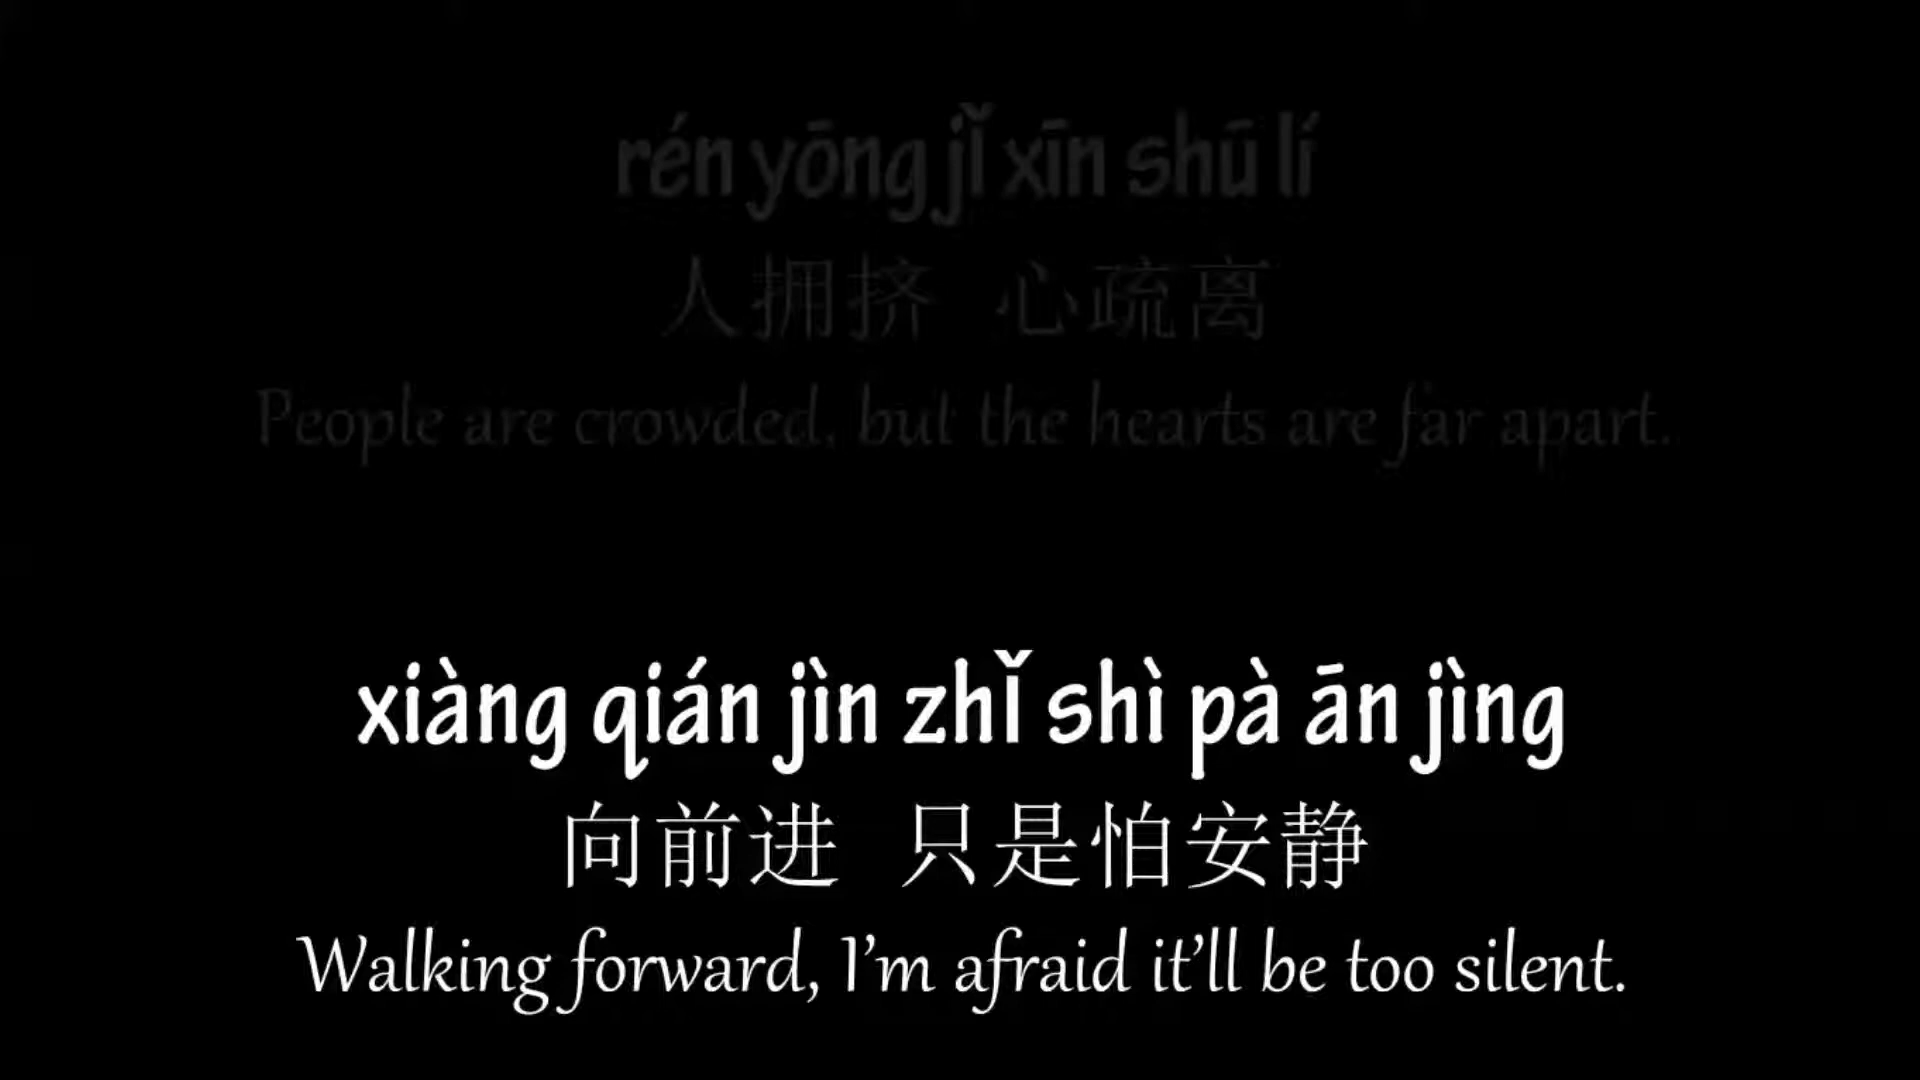 rén yōng jǐ xīn shū lí
人拥挤 心疏离
People are crowded, but the hearts are far apart.
xiàng qián jìn zhǐ shì pà ān jìng
向前进 只是怕安静
Walking forward, I'm afraid it'll be too silent.